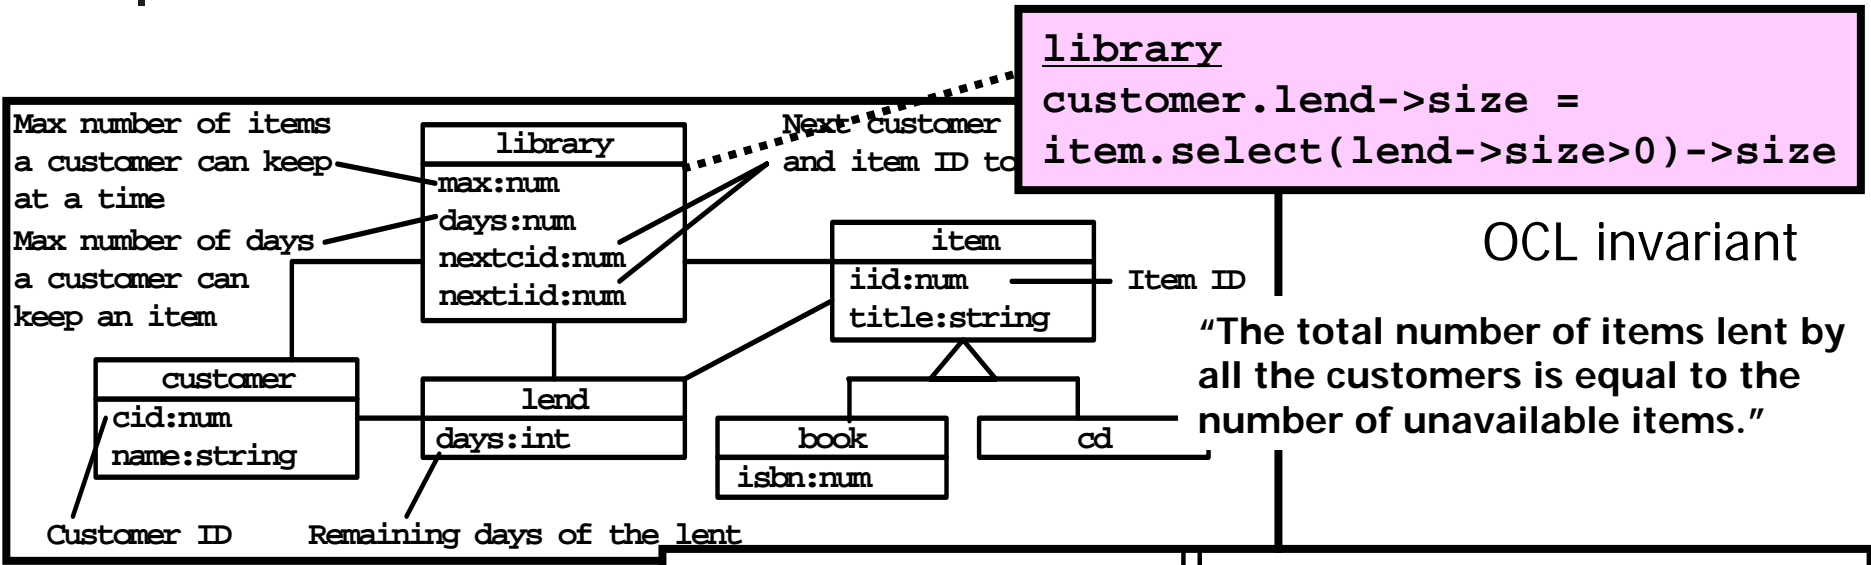 library
customer.lend->size =
item.select(lend->size>0)->size
OCL invariant
“The total number of items lent by
all the customers is equal to the
number of unavailable items.”
Max number of items
a customer can keep
at a time
Max number of days
a customer can
keep an item
library
max:num
days:num
nextcid:num
nextiid:num
Next customer
and item ID to
item
iid:num
title:string
Item ID
customer
cid:num
name:string
lend
days:int
book
isbn:num
cd
Customer ID
Remaining days of the lent